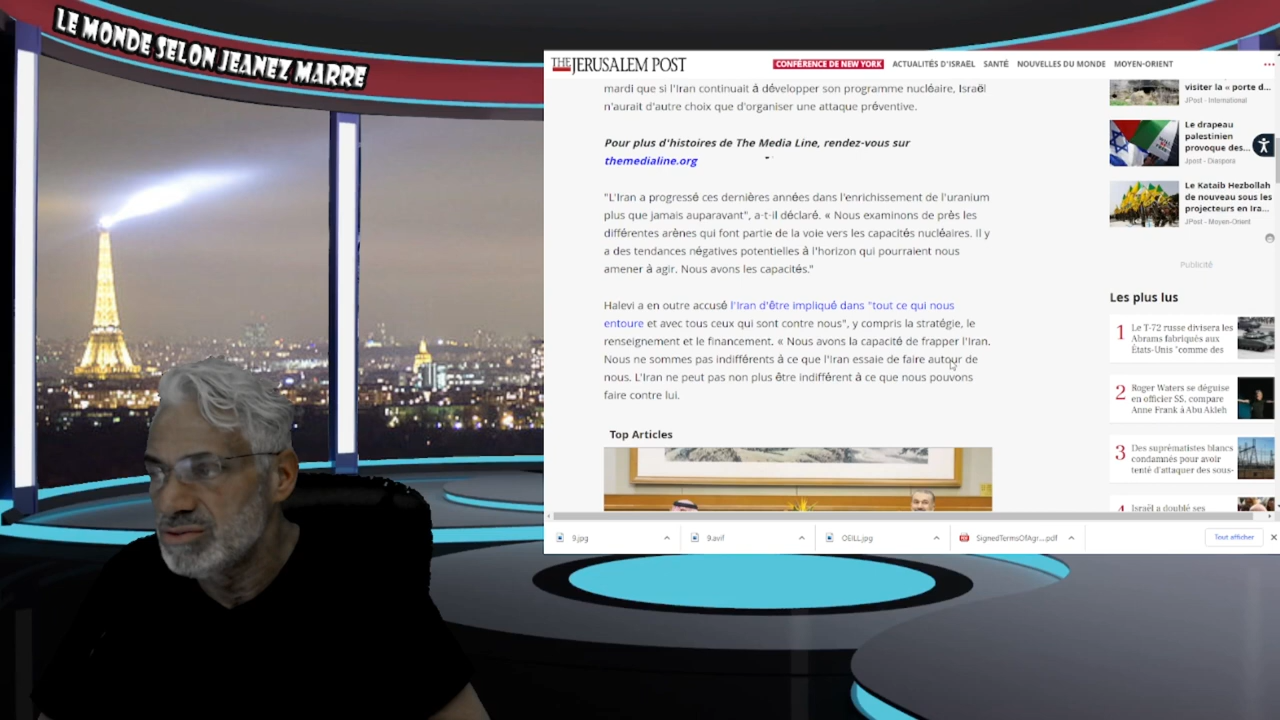 LE MONDE SELON JEANEZ MARRE
THE JERUSALEM POST
CONFÉRENCE DE NEW YORK
ACTUALITÉS D'ISRAËL
SANTÉ
NOUVELLES DU MONDE
MOYEN-ORIENT
mardi que si l'Iran continuait à développer son programme nucléaire, Israël
n'aurait d'autre choix que d'organiser une attaque préventive.
Pour plus d'histoires de The Media Line, rendez-vous sur
themedialine.org
"L'Iran a progressé ces dernières années dans l'enrichissement de l'uranium
plus que jamais auparavant", a-t-il déclaré. « Nous examinons de près les
différentes arènes qui font partie de la voie vers les capacités nucléaires. Il y
a des tendances négatives potentielles à l'horizon qui pourraient nous
amener à agir. Nous avons les capacités."
Halevi a en outre accusé l'Iran d'être impliqué dans "tout ce qui nous
entoure et avec tous ceux qui sont contre nous", y compris la stratégie, le
renseignement et le financement. « Nous avons la capacité de frapper l'Iran.
Nous ne sommes pas indifférents à ce que l'Iran essaie de faire autour de
nous. L'Iran ne peut pas non plus être indifférent à ce que nous pouvons
faire contre lui.
Top Articles
visiter la « porte d...
JPost - International
Le drapeau
palestinien
provoque des...
Jpost - Diaspora
Le Kataib Hezbollah
de nouveau sous les
projecteurs en Ira...
JPost - Moyen-Orient
Publicité
Les plus lus
1 Le T-72 russe divisera les
Abrams fabriqués aux
États-Unis "comme des
2 Roger Waters se déguise
en officier SS, compare
Anne Frank à Abu Akleh
3 Des suprématistes blancs
condamnés pour avoir
tenté d'attaquer des sous-
4 Israël a doublé ses
9.jpg
9.avif
OEILL.jpg
SignedTermsOfAgr....pdf
Tout afficher